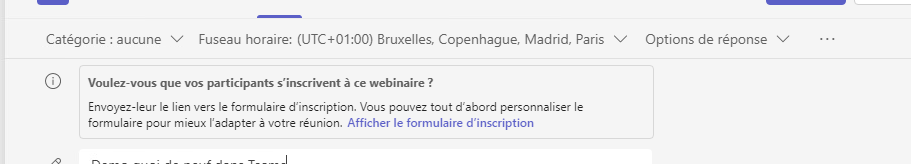 Catégorie : aucune Fuseau horaire: (UTC+01:00) Bruxelles, Copenhague, Madrid, Paris Options de réponse ...
Voulez-vous que vos participants s’inscrivent à ce webinaire ?
Envoyez-leur le lien vers le formulaire d’inscription. Vous pouvez tout d’abord personnaliser le
formulaire pour mieux l’adapter à votre réunion. Afficher le formulaire d’inscription
Demo quoi de neuf dans Teams